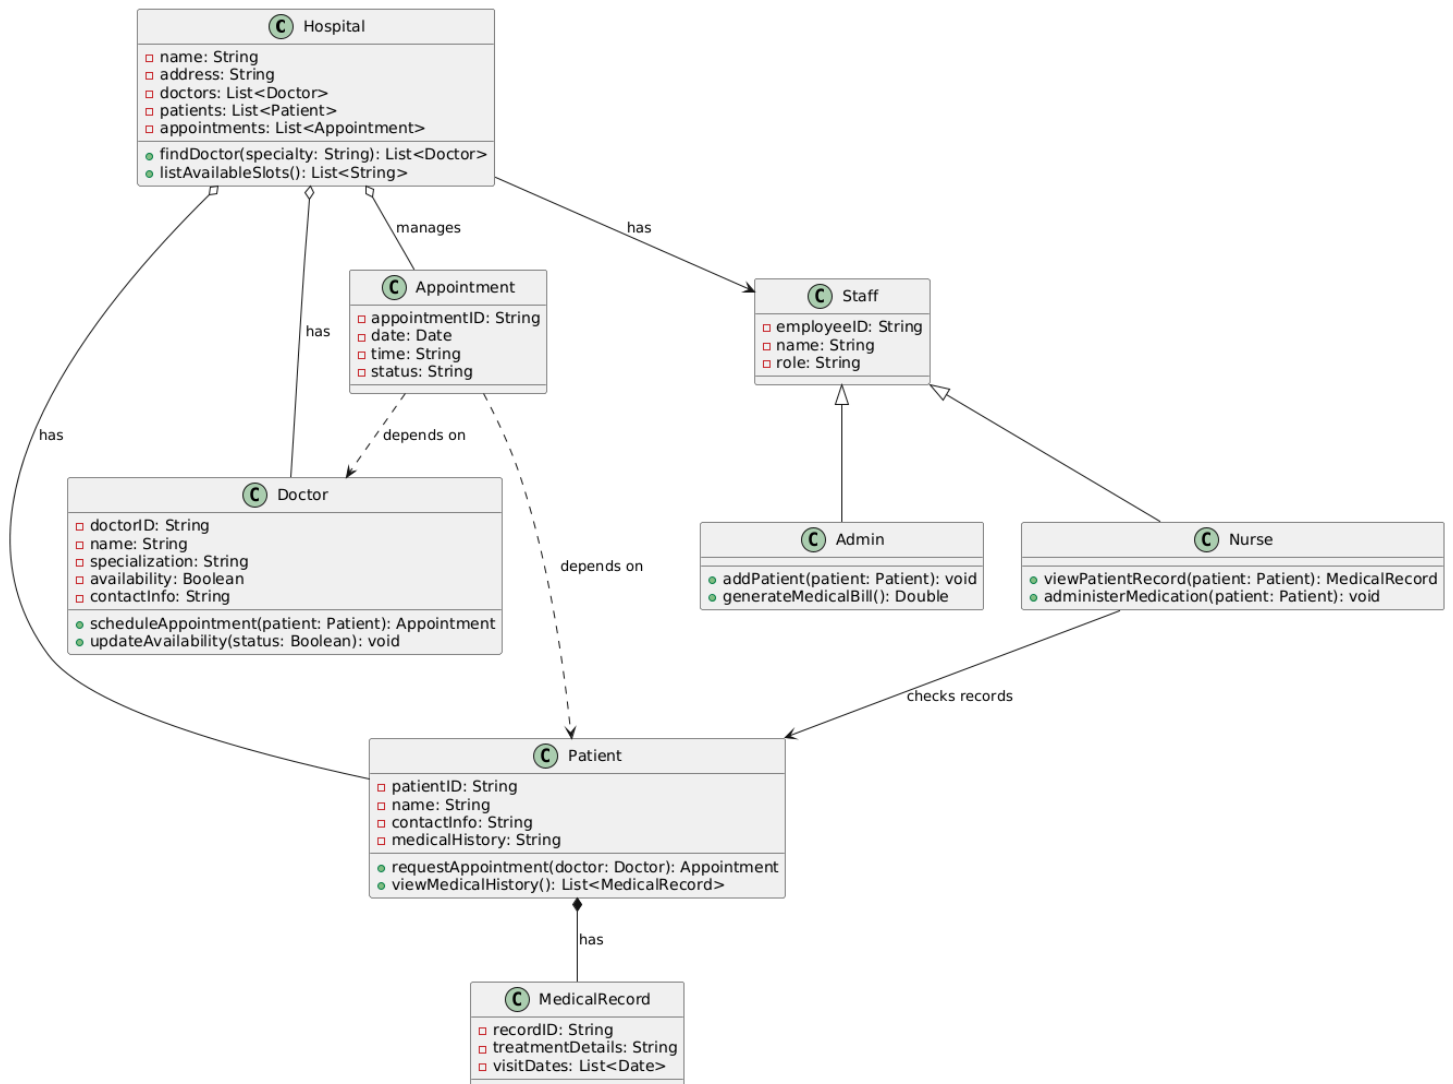 C Hospital
name: String
address: String
doctors: List<Doctor>
patients: List<Patient>
appointments: List<Appointment>
findDoctor(specialty: String): List<Doctor>
listAvailableSlots(): List<String>
manages
has
C Appointment
appointmentID: String
date: Date
time: String
status: String
C Staff
employeeID: String
name: String
role: String
has
has
depends on
depends on
C Doctor
doctorID: String
name: String
specialization: String
availability: Boolean
contactInfo: String
scheduleAppointment(patient: Patient): Appointment
updateAvailability(status: Boolean): void
C Admin
addPatient(patient: Patient): void
generateMedicalBill(): Double
C Nurse
viewPatientRecord(patient: Patient): MedicalRecord
administerMedication(patient: Patient): void
checks records
C Patient
patientID: String
name: String
contactInfo: String
medicalHistory: String
requestAppointment(doctor: Doctor): Appointment
viewMedicalHistory(): List<MedicalRecord>
has
C MedicalRecord
recordID: String
treatmentDetails: String
visitDates: List<Date>